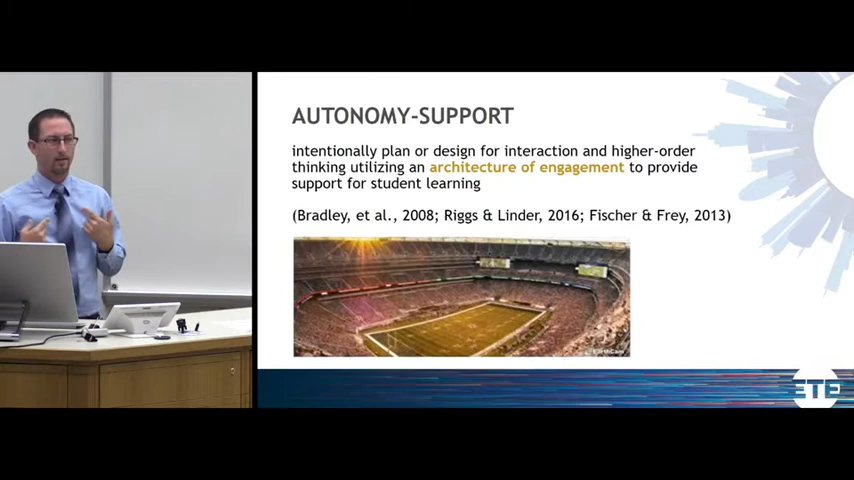 AUTONOMY-SUPPORT
intentionally plan or design for interaction and higher-order
thinking utilizing an architecture of engagement to provide
support for student learning
(Bradley, et al., 2008; Riggs & Linder, 2016; Fischer & Frey, 2013)
EarthCam
ETE